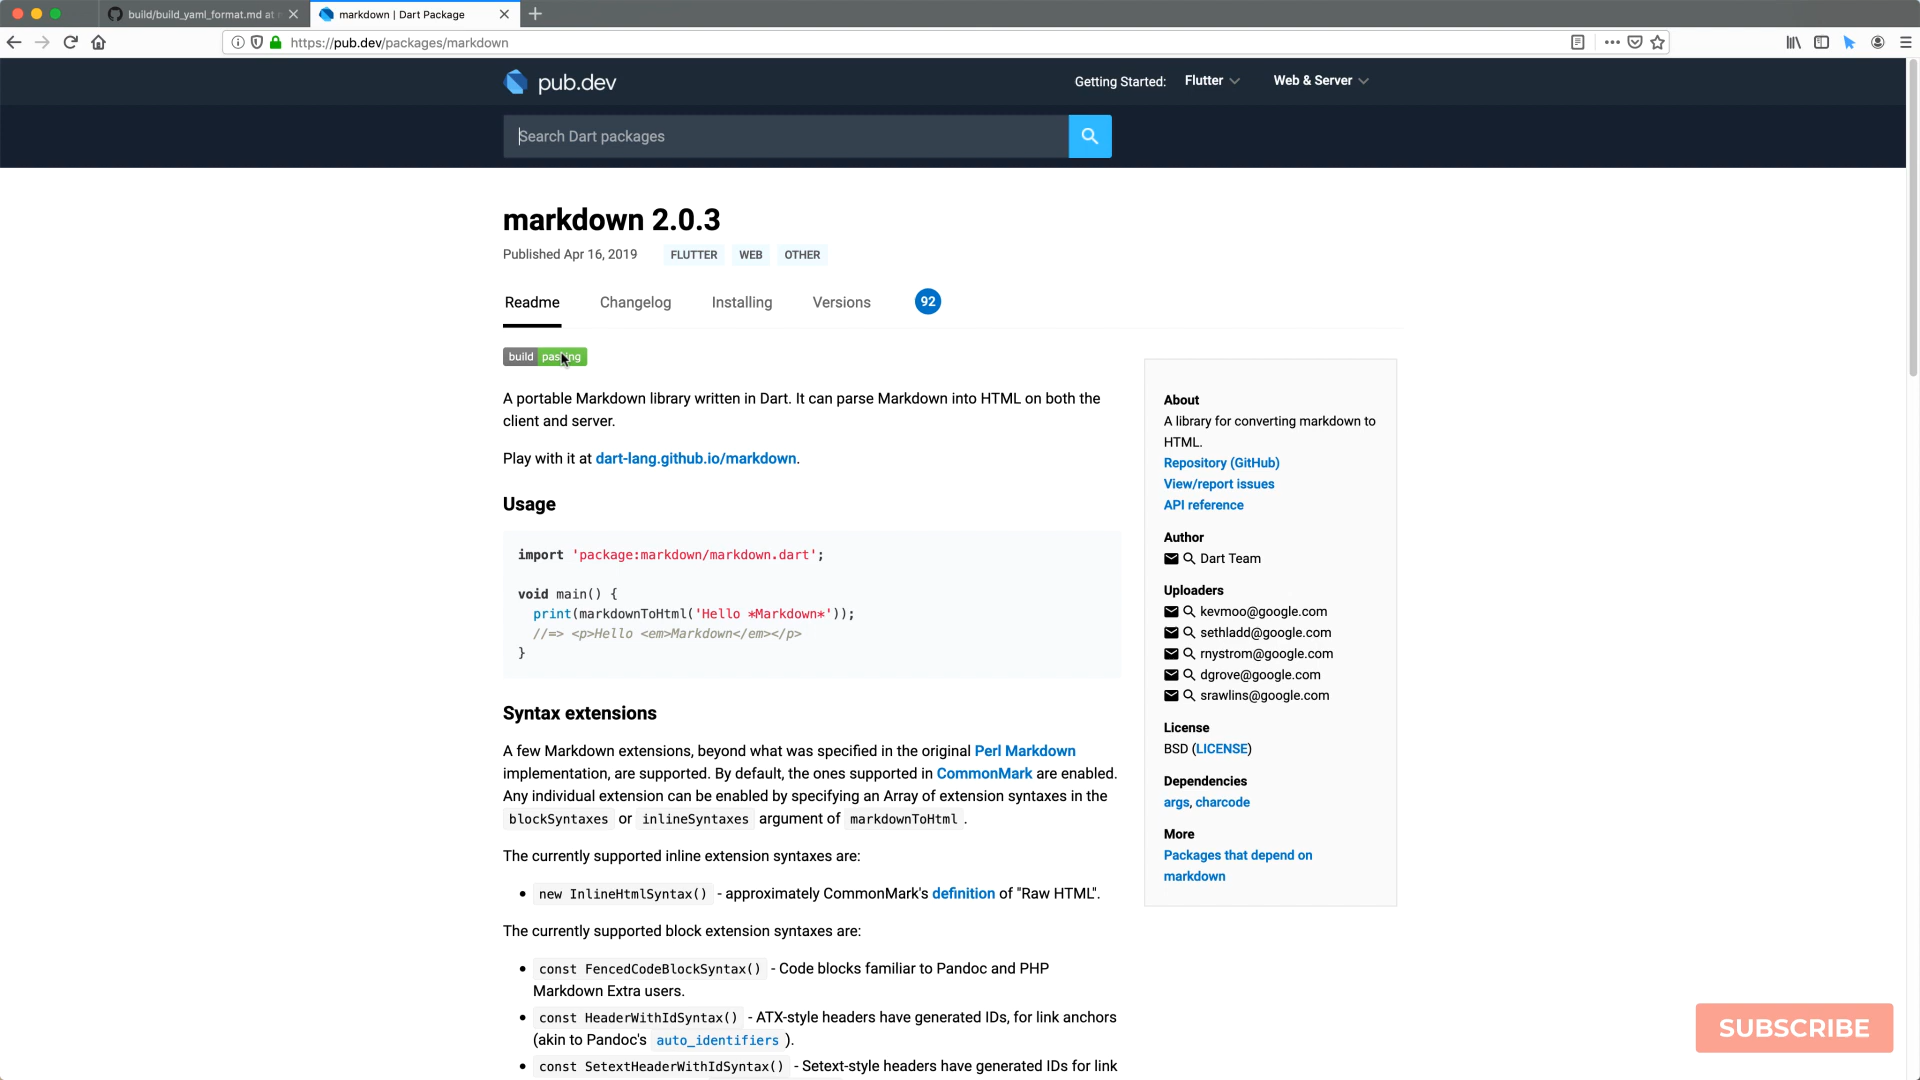 build/build_yaml_format.md at
markdown | Dart Package
https://pub.dev/packages/markdown
pub.dev
Getting Started:
Flutter
Web & Server
Search Dart packages
markdown 2.0.3
Published Apr 16, 2019
FLUTTER
WEB
OTHER
Readme
Changelog
Installing
Versions
92
build passing
A portable Markdown library written in Dart. It can parse Markdown into HTML on both the
client and server.
Play with it at dart-lang.github.io/markdown.
Usage
import 'package:markdown/markdown.dart';
void main() {
print(markdownToHtml('Hello *Markdown*'));
//=> <p>Hello <em>Markdown</em></p>
}
Syntax extensions
A few Markdown extensions, beyond what was specified in the original Perl Markdown
implementation, are supported. By default, the ones supported in CommonMark are enabled.
Any individual extension can be enabled by specifying an Array of extension syntaxes in the
blockSyntaxes or inlineSyntaxes argument of markdownToHtml.
The currently supported inline extension syntaxes are:
• new InlineHtmlSyntax() - approximately CommonMark's definition of "Raw HTML".
The currently supported block extension syntaxes are:
• const FencedCodeBlockSyntax() - Code blocks familiar to Pandoc and PHP
Markdown Extra users.
• const HeaderWithIdSyntax() - ATX-style headers have generated IDs, for link anchors
(akin to Pandoc's auto_identifiers).
• const SetextHeaderWithIdSyntax() - Setext-style headers have generated IDs for link
About
A library for converting markdown to
HTML.
Repository (GitHub)
View/report issues
API reference
Author
Dart Team
Uploaders
kevmoo@google.com
sethladd@google.com
rnystrom@google.com
dgrove@google.com
srawlins@google.com
License
BSD (LICENSE)
Dependencies
args, charcode
More
Packages that depend on
markdown
SUBSCRIBE